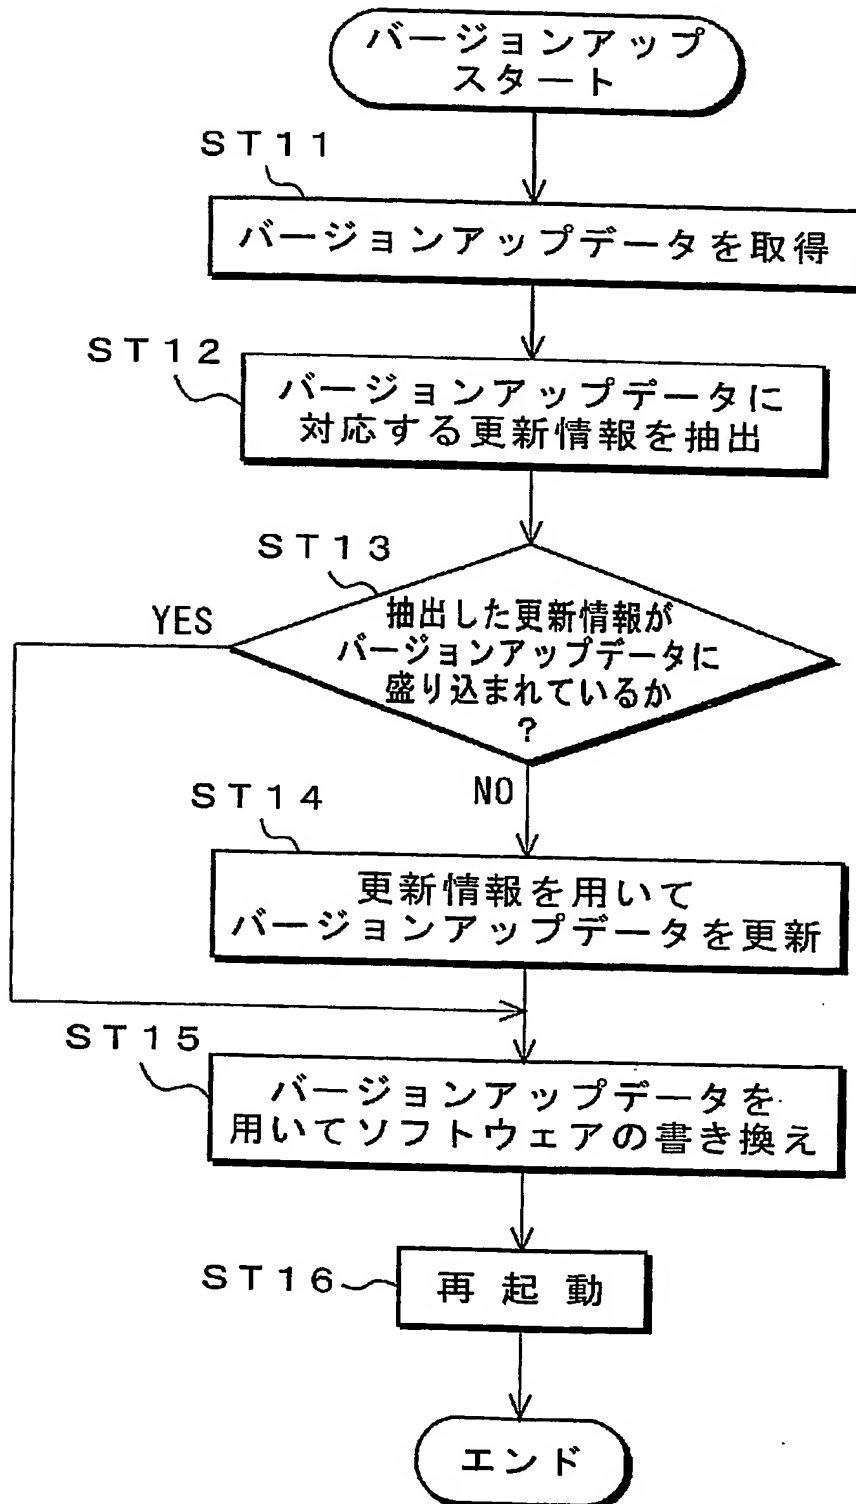 バージョンアップ
スタート
ST11
バージョンアップデータを取得
ST12
バージョンアップデータに
対応する更新情報を抽出
ST13
抽出した更新情報が
バージョンアップデータに
盛り込まれているか
?
YES
NO
ST14
更新情報を用いて
バージョンアップデータを更新
ST15
バージョンアップデータを
用いてソフトウェアの書き換え
ST16
再起動
エンド